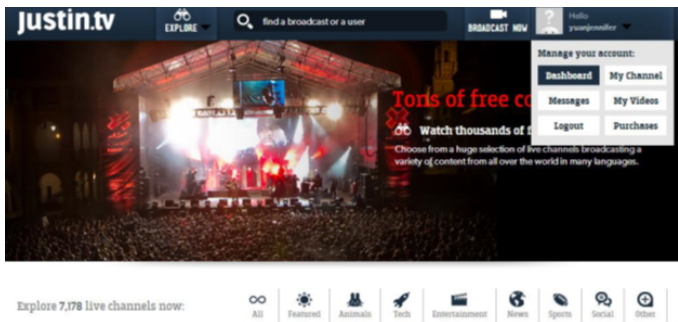 Justin.tv
EXPLORE
find a broadcast or a user
BROADCAST NOW
Hello
yuanjennifer
Manage your account:
Dashboard
My Channel
Messages
My Videos
Logout
Purchases
Tons of free co
Watch thousands of f
Choose from a huge selection of live channels broadcasting a
variety of content from all over the world in many languages.
Explore 7,178 live channels now:
All
Featured
Animals
Tech
Entertainment
News
Sports
Social
Other